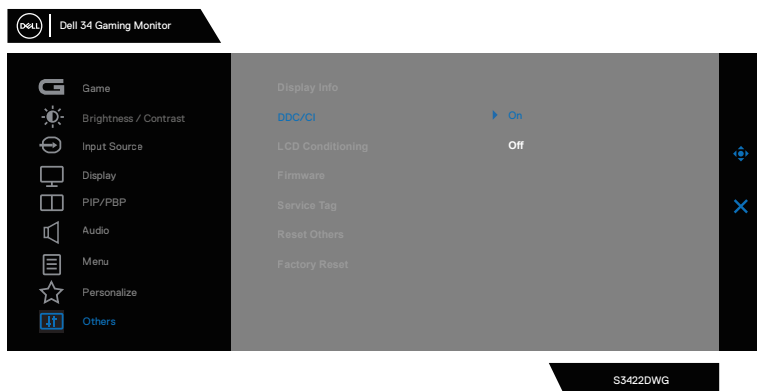 DELL
Dell 34 Gaming Monitor
Game
Brightness / Contrast
Input Source
Display
PIP/PBP
Audio
Menu
Personalize
Others
Display Info
DDC/CI
On
LCD Conditioning
Off
Firmware
Service Tag
Reset Others
Factory Reset
S3422DWG